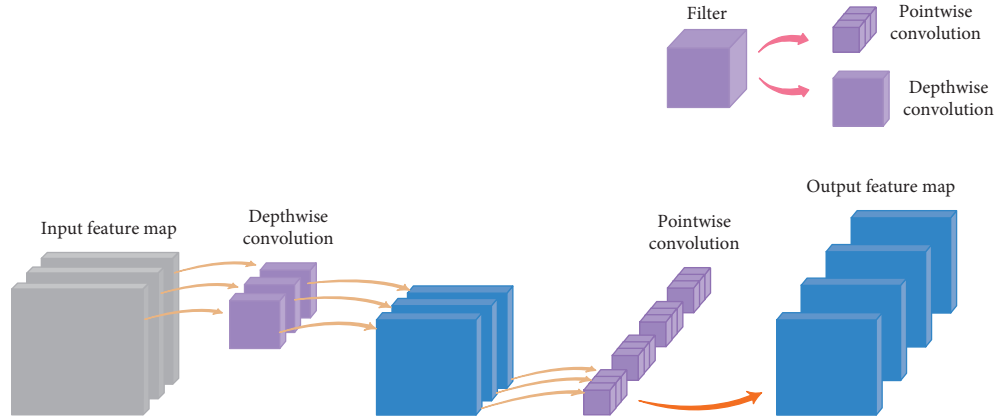 Filter
Pointwise
convolution
Depthwise
convolution
Input feature map
Depthwise
convolution
Pointwise
convolution
Output feature map